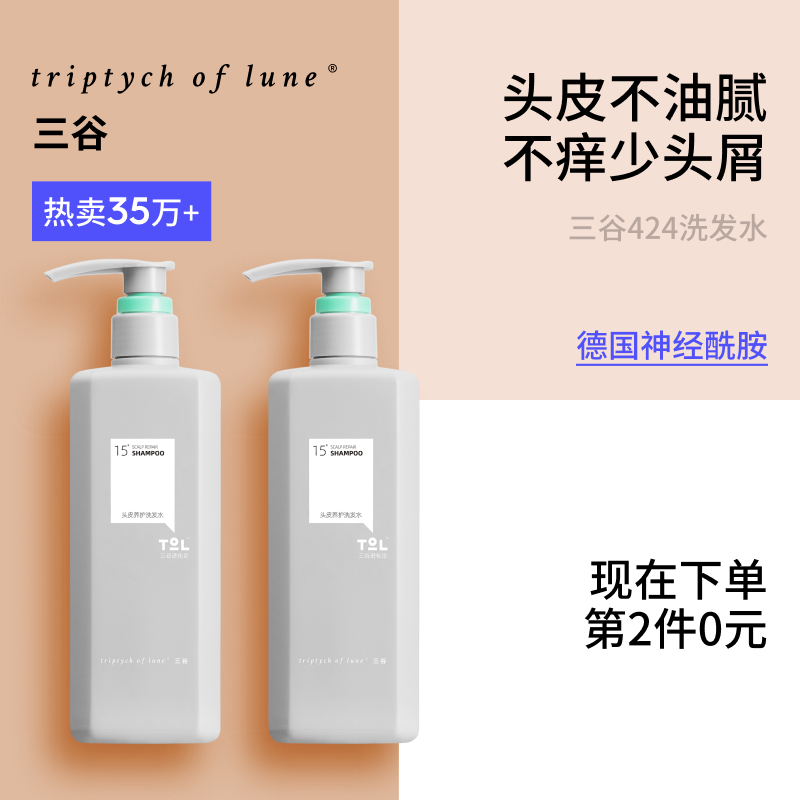 triptych of lune®
三谷
热卖35万+
头皮不油腻
不痒少头屑
三谷424洗发水
德国神经酰胺
现在下单
第2件0元
15° SCALP REPAIR
SHAMPOO
头皮养护洗发水
TOL
triptych of lune® 三谷
15° SCALP REPAIR
SHAMPOO
头皮养护洗发水
TOL
triptych of lune® 三谷